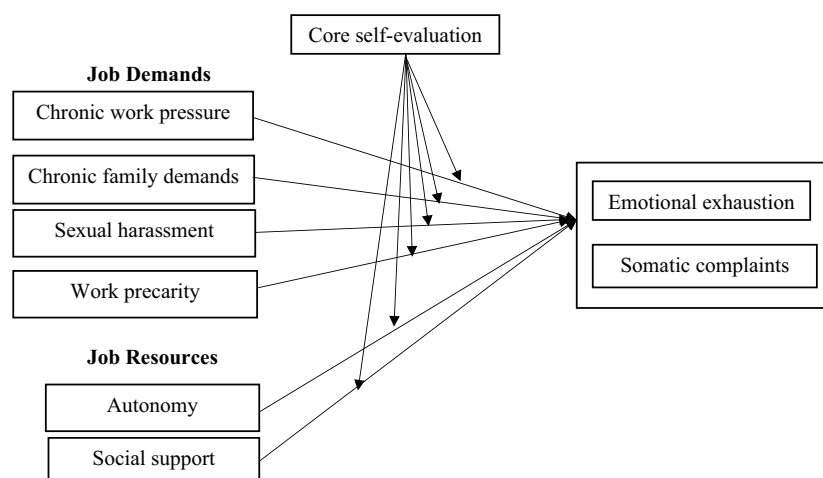 Core self-evaluation
Job Demands
Chronic work pressure
Chronic family demands
Sexual harassment
Work precarity
Job Resources
Autonomy
Social support
Emotional exhaustion
Somatic complaints